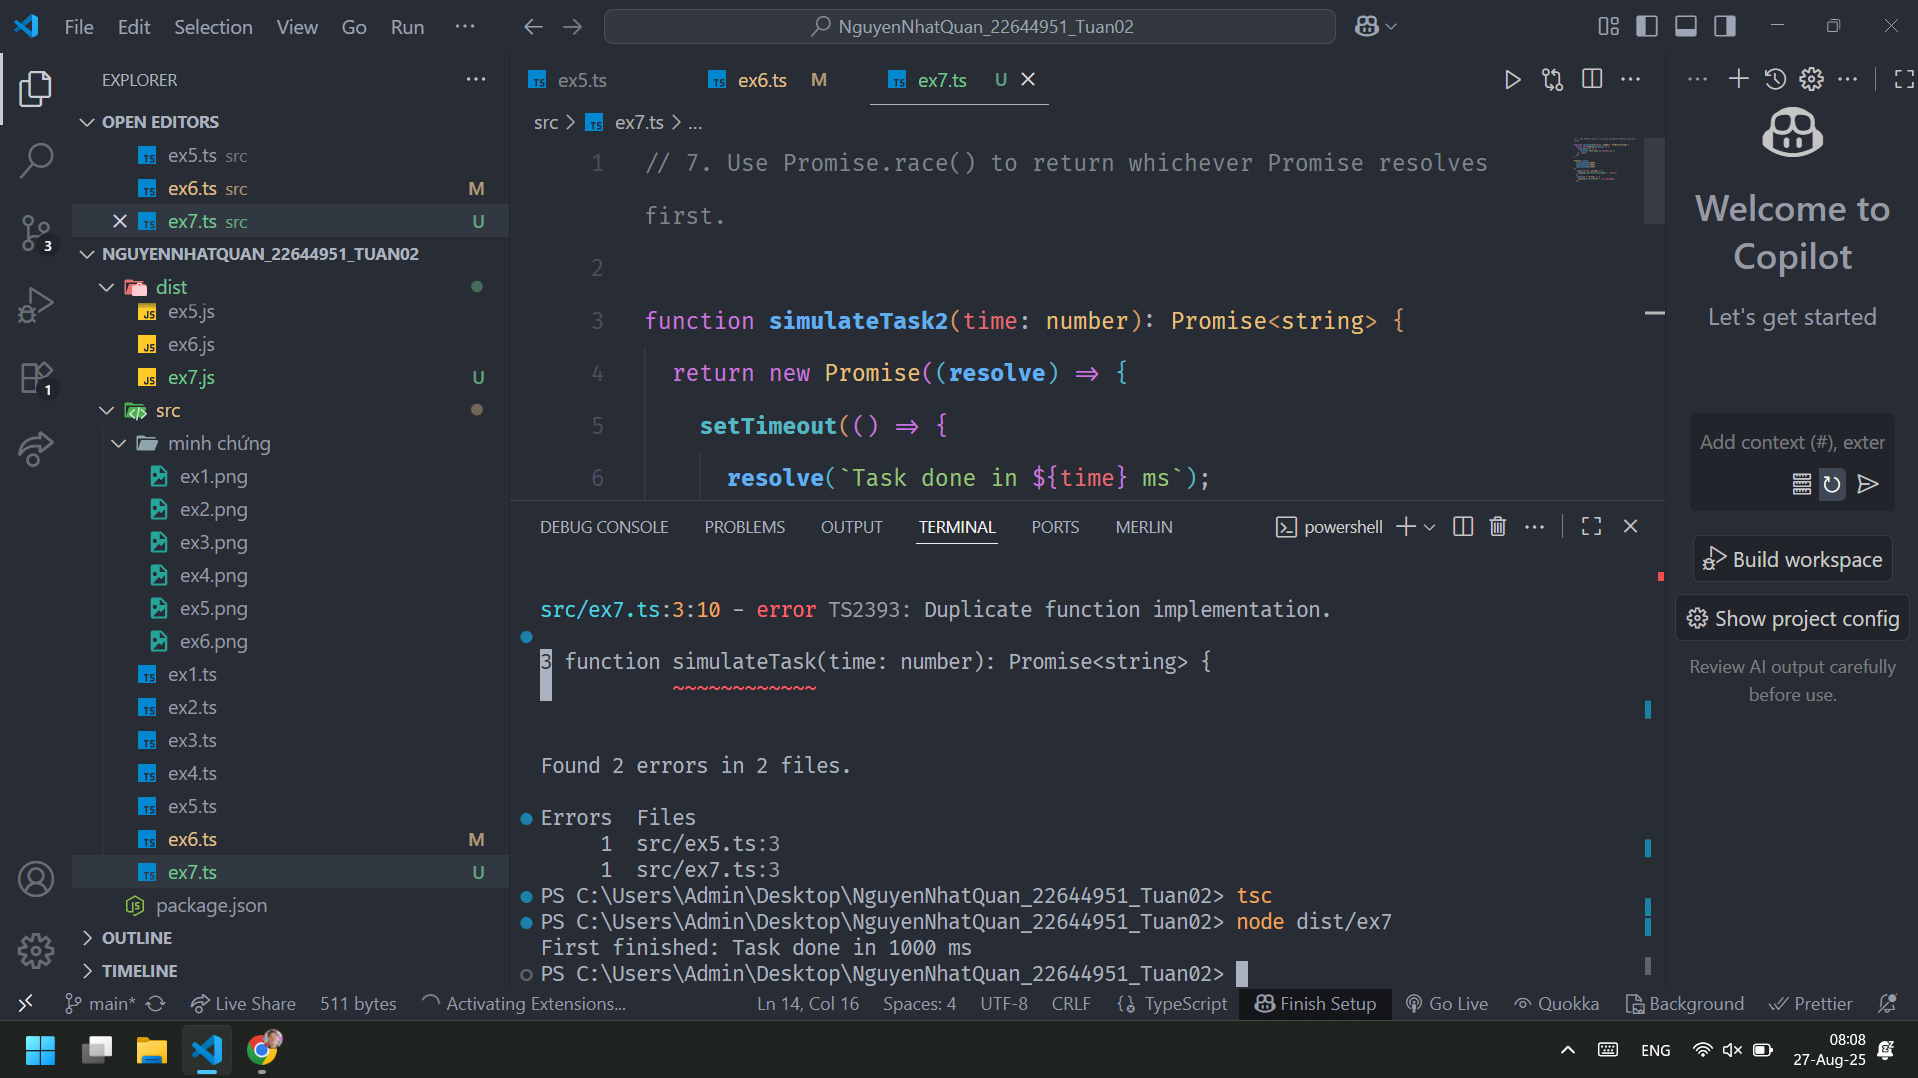 File Edit Selection View Go Run
NguyenNhatQuan_22644951_Tuan02
EXPLORER
OPEN EDITORS
ex5.ts src
ex6.ts src M
ex7.ts src U
NGUYENNHATQUAN_22644951_TUAN02
dist
ex5.js
ex6.js
ex7.js U
src
minh chứng
ex1.png
ex2.png
ex3.png
ex4.png
ex5.png
ex6.png
ex1.ts
ex2.ts
ex3.ts
ex4.ts
ex5.ts
ex6.ts M
ex7.ts U
package.json
OUTLINE
TIMELINE
3
1
ex5.ts ex6.ts M ex7.ts U
src > ex7.ts > ...
1 // 7. Use Promise.race() to return whichever Promise resolves
first.
2
3 function simulateTask2(time: number): Promise<string> {
4 return new Promise((resolve) => {
5 setTimeout(() => {
6 resolve(`Task done in ${time} ms`);
DEBUG CONSOLE PROBLEMS OUTPUT TERMINAL PORTS MERLIN powershell
src/ex7.ts:3:10 - error TS2393: Duplicate function implementation.
3 function simulateTask(time: number): Promise<string> {
~~~~~~~~~~~~
Found 2 errors in 2 files.
Errors Files
1 src/ex5.ts:3
1 src/ex7.ts:3
PS C:\Users\Admin\Desktop\NguyenNhatQuan_22644951_Tuan02> tsc
PS C:\Users\Admin\Desktop\NguyenNhatQuan_22644951_Tuan02> node dist/ex7
First finished: Task done in 1000 ms
PS C:\Users\Admin\Desktop\NguyenNhatQuan_22644951_Tuan02>
Welcome to
Copilot
Let's get started
Add context (#), exter
Build workspace
Show project config
Review AI output carefully
before use.
main* Live Share 511 bytes Activating Extensions... Ln 14, Col 16 Spaces: 4 UTF-8 CRLF TypeScript Finish Setup Go Live Quokka Background Prettier
ENG
08:08
27-Aug-25